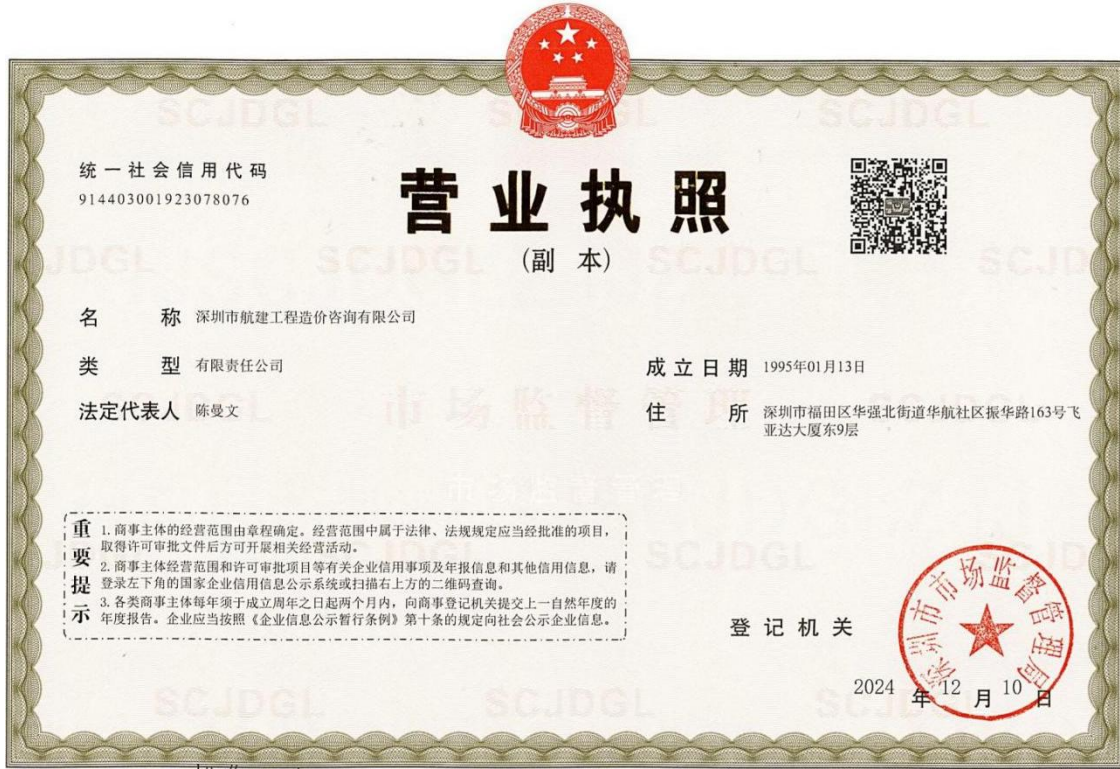 统一社会信用代码
914403001923078076
营业执照
(副 本)
名 称 深圳市航建工程造价咨询有限公司
类 型 有限责任公司
法定代表人 陈曼文
成立日期 1995年01月13日
住 所 深圳市福田区华强北街道华航社区振华路163号飞
亚达大厦东9层
重要提示
1. 商事主体的经营范围由章程确定。经营范围中属于法律、法规规定应当经批准的项目，
取得许可审批文件后方可开展相关经营活动。
2. 商事主体经营范围和许可审批项目等有关企业信用事项及年报信息和其他信用信息，请
登录左下角的国家企业信用信息公示系统或扫描右上方的二维码查询。
3. 各类商事主体每年须于成立周年之日起两个月内，向商事登记机关提交上一自然年度的
年度报告。企业应当按照《企业信息公示暂行条例》第十条的规定向社会公示企业信息。
登记机关
深圳市市场监督管理局
2024 年 12 月 10 日
SCJDGL
市场监督管理